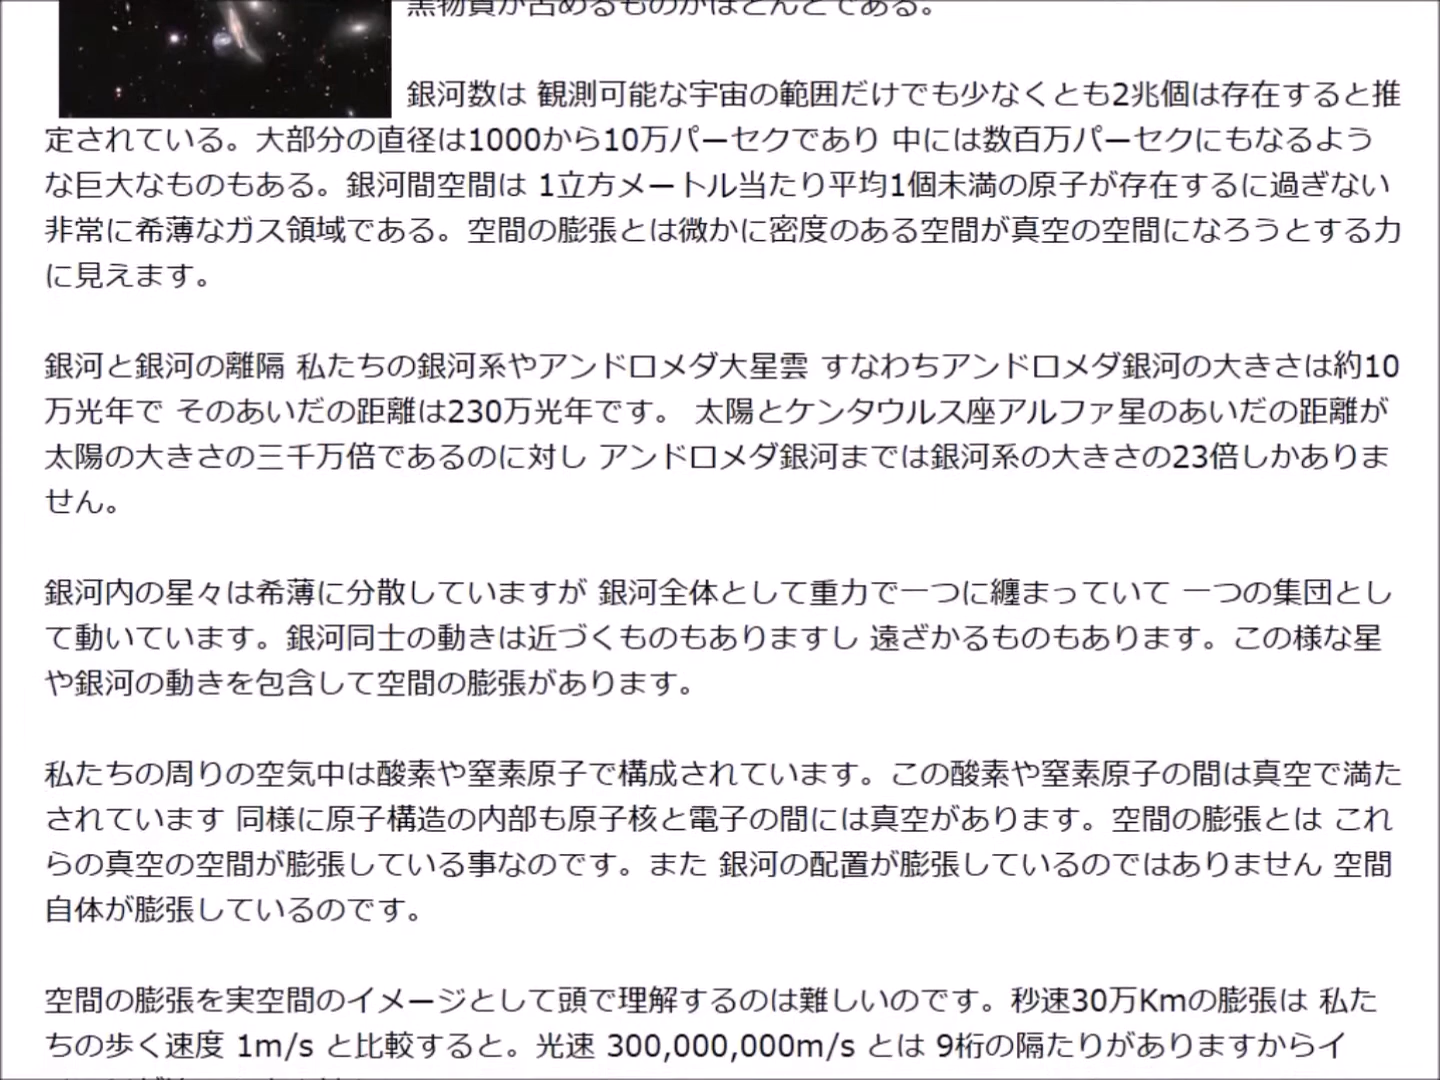 黒物質が占めるものがほとんどである。
銀河数は 観測可能な宇宙の範囲だけでも少なくとも2兆個は存在すると推
定されている。大部分の直径は1000から10万パーセクであり 中には数百万パーセクにもなるよう
な巨大なものもある。銀河間空間は 1立方メートル当たり平均1個未満の原子が存在するに過ぎない
非常に希薄なガス領域である。空間の膨張とは微かに密度のある空間が真空の空間になろうとする力
に見えます。
銀河と銀河の離隔 私たちの銀河系やアンドロメダ大星雲 すなわちアンドロメダ銀河の大きさは約10
万光年で そのあいだの距離は230万光年です。 太陽とケンタウルス座アルファ星のあいだの距離が
太陽の大きさの三千万倍であるのに対し アンドロメダ銀河までは銀河系の大きさの23倍しかありま
せん。
銀河内の星々は希薄に分散していますが 銀河全体として重力で一つに纏まっていて 一つの集団とし
て動いています。銀河同士の動きは近づくものもありますし 遠ざかるものもあります。この様な星
や銀河の動きを包含して空間の膨張があります。
私たちの周りの空気中は酸素や窒素原子で構成されています。この酸素や窒素原子の間は真空で満た
されています 同様に原子構造の内部も原子核と電子の間には真空があります。空間の膨張とは これ
らの真空の空間が膨張している事なのです。また 銀河の配置が膨張しているのではありません 空間
自体が膨張しているのです。
空間の膨張を実空間のイメージとして頭で理解するのは難しいのです。秒速30万Kmの膨張は 私た
ちの歩く速度 1m/s と比較すると。光速 300,000,000m/s とは 9桁の隔たりがありますからイ